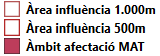 Àrea influència 1.000m
Àrea influència 500m
Àmbit afectació MAT